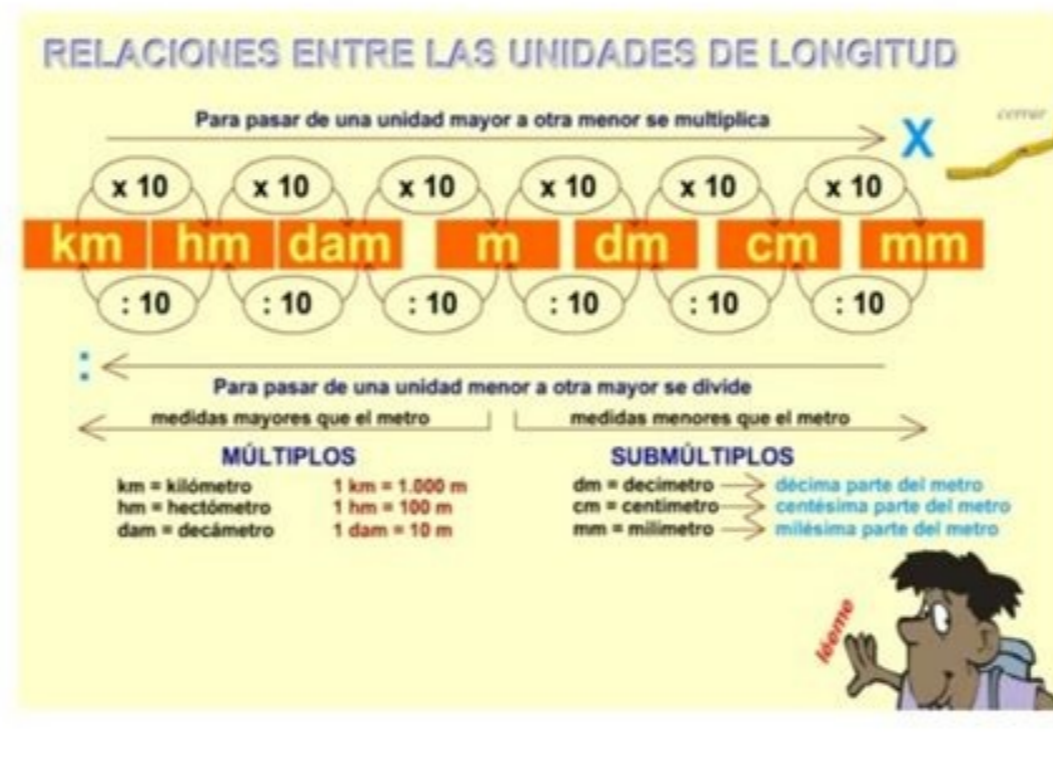 RELACIONES ENTRE LAS UNIDADES DE LONGITUD
Para pasar de una unidad mayor a otra menor se multiplica
X
cerrar
x 10 x 10 x 10 x 10 x 10 x 10
km hm dam m dm cm mm
: 10 : 10 : 10 : 10 : 10 : 10
:
Para pasar de una unidad menor a otra mayor se divide
medidas mayores que el metro medidas menores que el metro
MÚLTIPLOS SUBMÚLTIPLOS
km = kilómetro 1 km = 1.000 m dm = decímetro décima parte del metro
hm = hectómetro 1 hm = 100 m cm = centímetro centésima parte del metro
dam = decámetro 1 dam = 10 m mm = milímetro milésima parte del metro
léeme